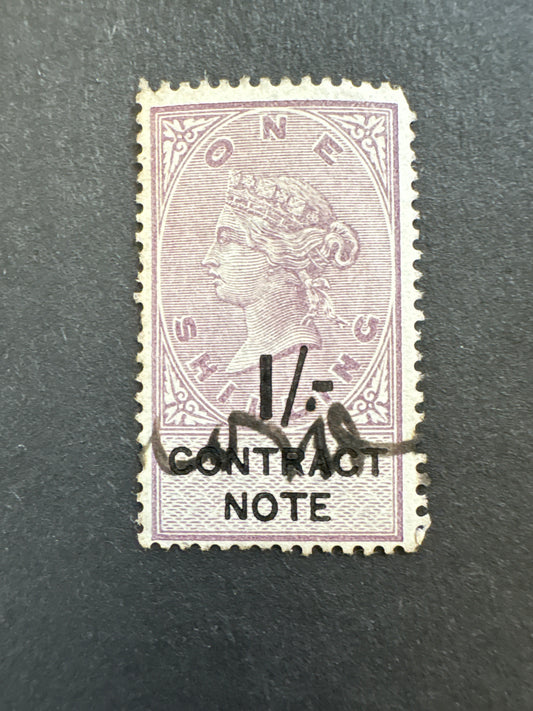 ONE
SHILLING
1/-
CONTRACT
NOTE